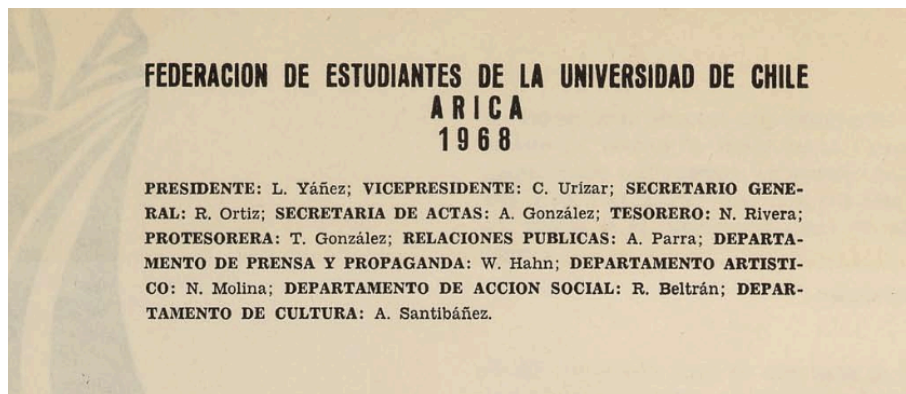 FEDERACION DE ESTUDIANTES DE LA UNIVERSIDAD DE CHILE
ARICA
1968
PRESIDENTE: L. Yáñez; VICEPRESIDENTE: C. Urízar; SECRETARIO GENE-
RAL: R. Ortiz; SECRETARIA DE ACTAS: A. González; TESORERO: N. Rivera;
PROTESORERA: T. González; RELACIONES PUBLICAS: A. Parra; DEPARTA-
MENTO DE PRENSA Y PROPAGANDA: W. Hahn; DEPARTAMENTO ARTISTI-
CO: N. Molina; DEPARTAMENTO DE ACCION SOCIAL: R. Beltrán; DEPAR-
TAMENTO DE CULTURA: A. Santibáñez.